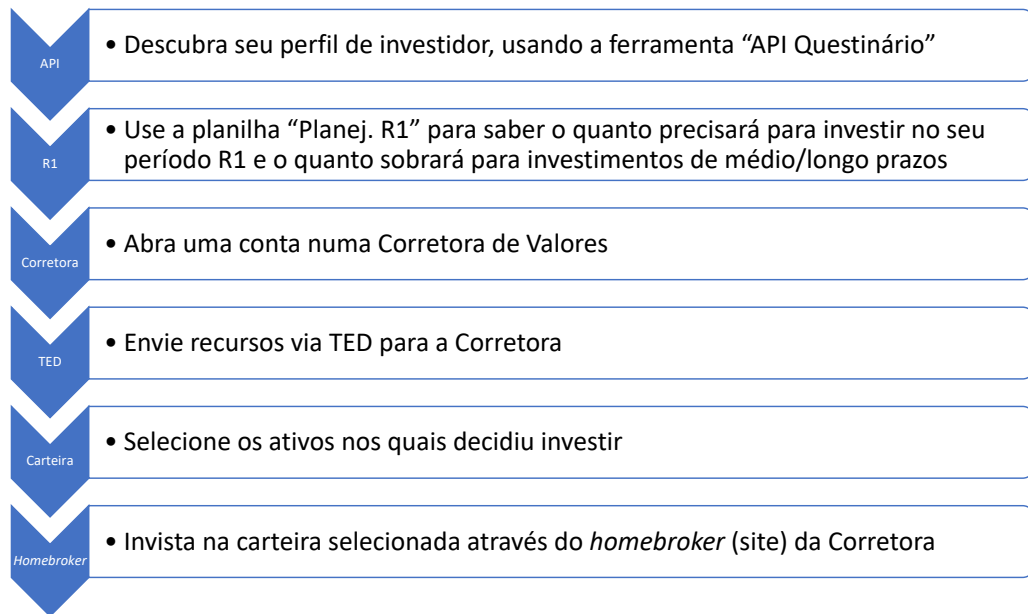 API
• Descubra seu perfil de investidor, usando a ferramenta “API Questinário”
R1
• Use a planilha “Planej. R1” para saber o quanto precisará para investir no seu
período R1 e o quanto sobrará para investimentos de médio/longo prazos
Corretora
• Abra uma conta numa Corretora de Valores
TED
• Envie recursos via TED para a Corretora
Carteira
• Selecione os ativos nos quais decidiu investir
Homebroker
• Invista na carteira selecionada através do homebroker (site) da Corretora